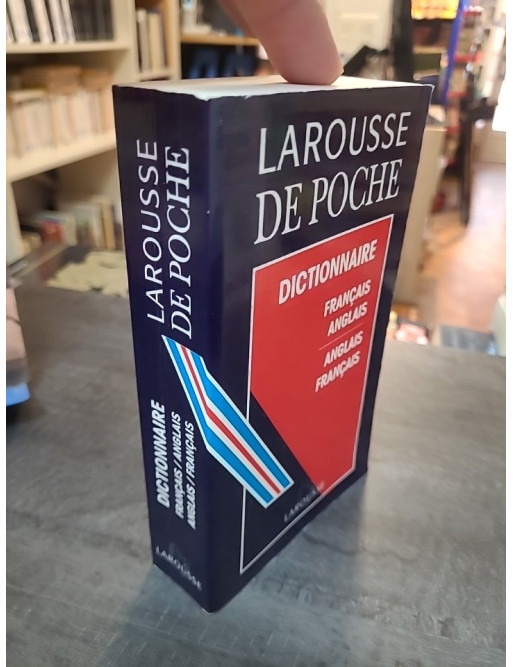 LAROUSSE
DE POCHE
DICTIONNAIRE
FRANÇAIS / ANGLAIS
ANGLAIS / FRANÇAIS
LAROUSSE
LAROUSSE
DE POCHE
DICTIONNAIRE
FRANÇAIS
ANGLAIS
ANGLAIS
FRANÇAIS
LAROUSSE